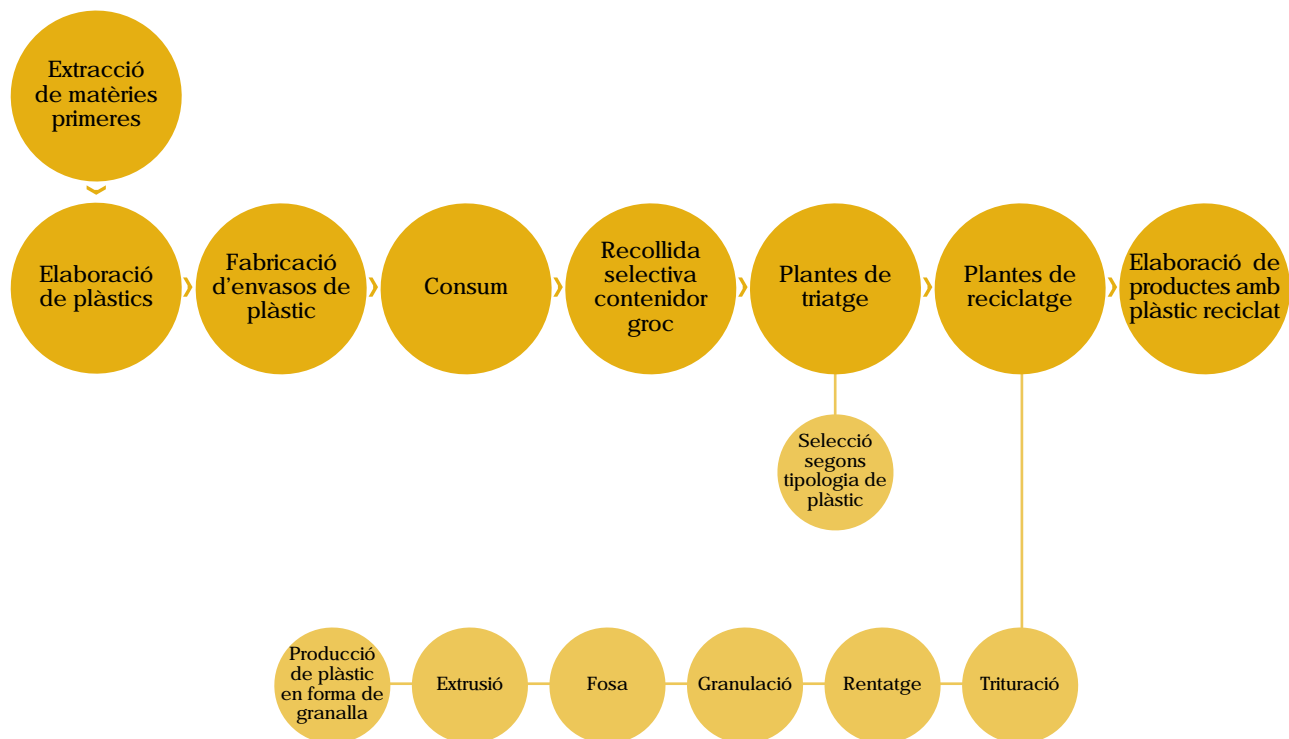 Extracció
de matèries
primeres
Elaboració
de plàstics
Fabricació
d’envasos de
plàstic
Consum
Recollida
selectiva
contenidor
groc
Plantes de
triatge
Plantes de
reciclatge
Elaboració de
productes amb
plàstic reciclat
Selecció
segons
tipologia de
plàstic
Producció
de plàstic
en forma de
granalla
Extrusió
Fosa
Granulació
Rentatge
Trituració